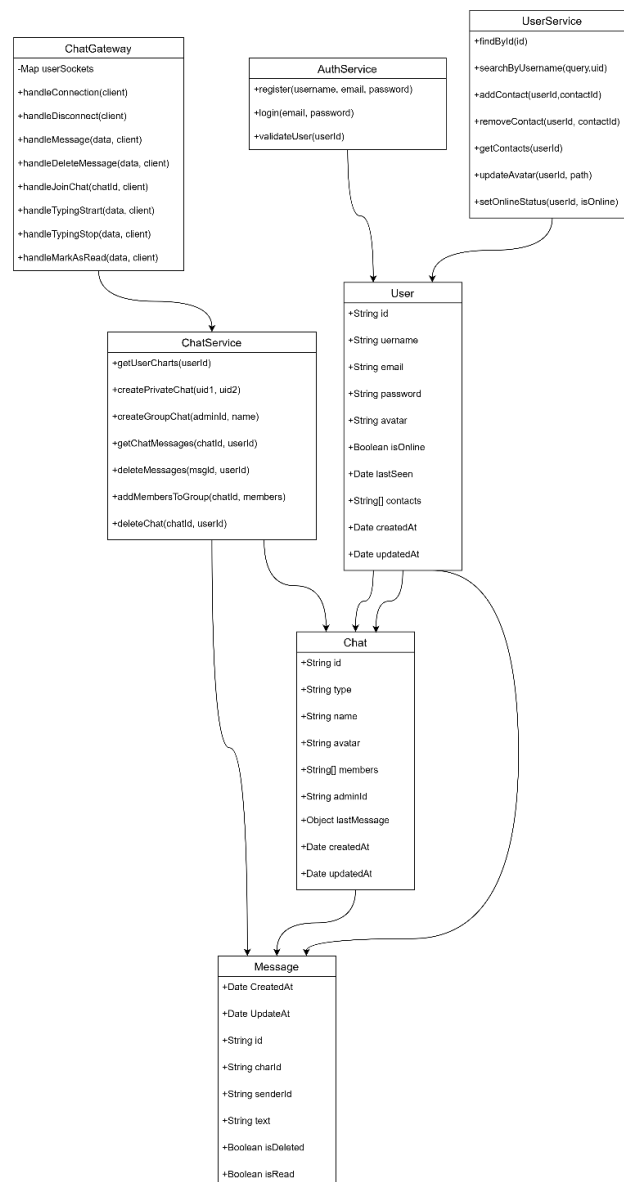 ChatGateway
-Map userSockets
+handleConnection(client)
+handleDisconnect(client)
+handleMessage(data, client)
+handleDeleteMessage(data, client)
+handleJoinChat(chatId, client)
+handleTypingStrart(data, client)
+handleTypingStop(data, client)
+handleMarkAsRead(data, client)
AuthService
+register(username, email, password)
+login(email, password)
+validateUser(userId)
UserService
+findById(id)
+searchByUsername(query,uid)
+addContact(userId,contactId)
+removeContact(userId, contactId)
+getContacts(userId)
+updateAvatar(userId, path)
+setOnlineStatus(userId, isOnline)
ChatService
+getUserCharts(userId)
+createPrivateChat(uid1, uid2)
+createGroupChat(adminId, name)
+getChatMessages(chatId, userId)
+deleteMessages(msgId, userId)
+addMembersToGroup(chatId, members)
+deleteChat(chatId, userId)
User
+String id
+String uername
+String email
+String password
+String avatar
+Boolean isOnline
+Date lastSeen
+String[] contacts
+Date createdAt
+Date updatedAt
Chat
+String id
+String type
+String name
+String avatar
+String[] members
+String adminId
+Object lastMessage
+Date createdAt
+Date updatedAt
Message
+Date CreatedAt
+Date UpdateAt
+String id
+String charId
+String senderId
+String text
+Boolean isDeleted
+Boolean isRead